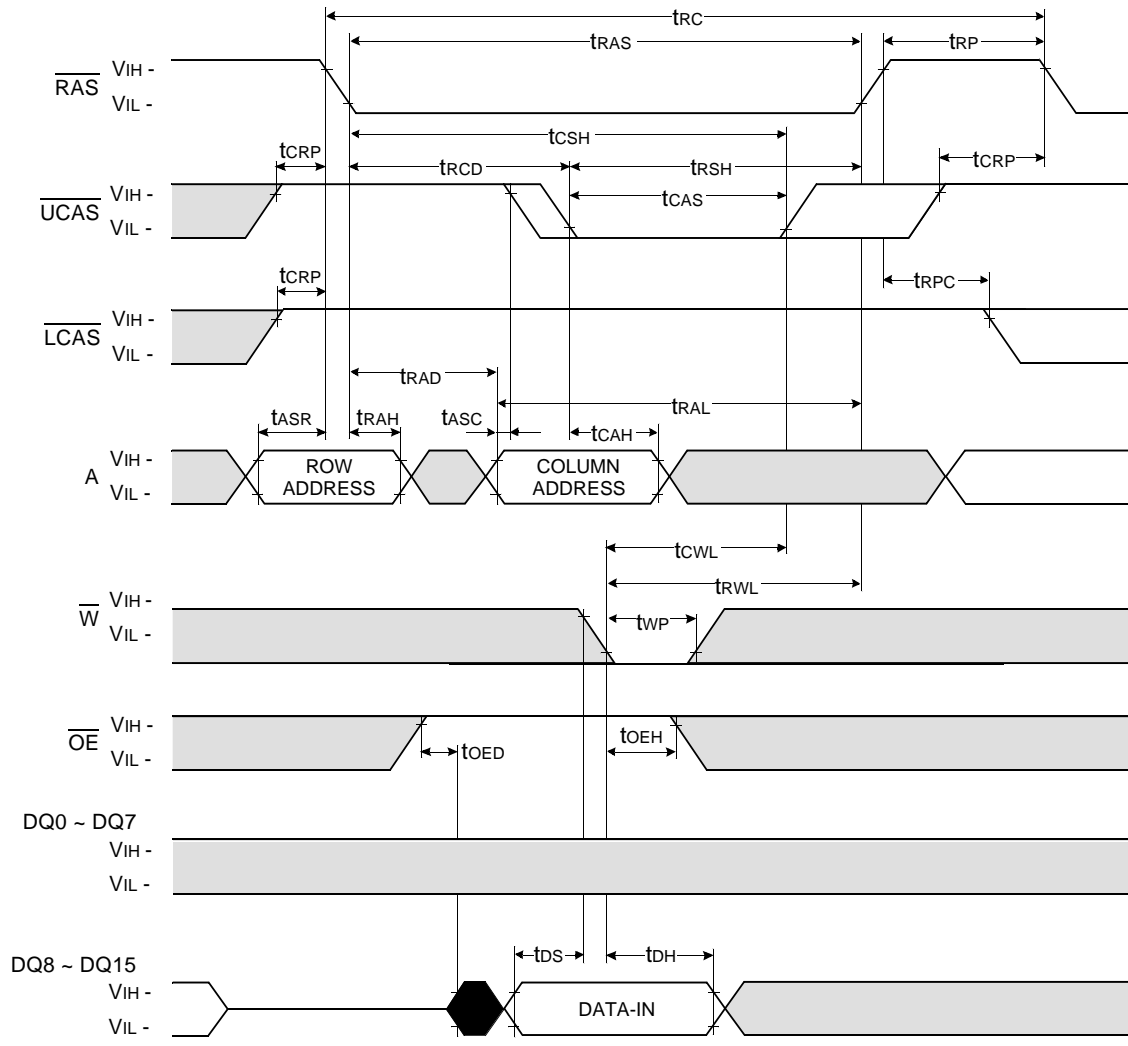 tRC
tRAS
tRP
RAS
VIH -
VIL -
tCSH
tCRP
tRCD
tRSH
tCRP
UCAS
VIH -
VIL -
tCAS
tCRP
tRPC
LCAS
VIH -
VIL -
tRAD
tRAL
tASR
tRAH
tASC
tCAH
A
VIH -
VIL -
ROW
ADDRESS
COLUMN
ADDRESS
tCWL
tRWL
W
VIH -
VIL -
tWP
OE
VIH -
VIL -
tOED
tOEH
DQ0 ~ DQ7
VIH -
VIL -
DQ8 ~ DQ15
VIH -
VIL -
tDS
tDH
DATA-IN